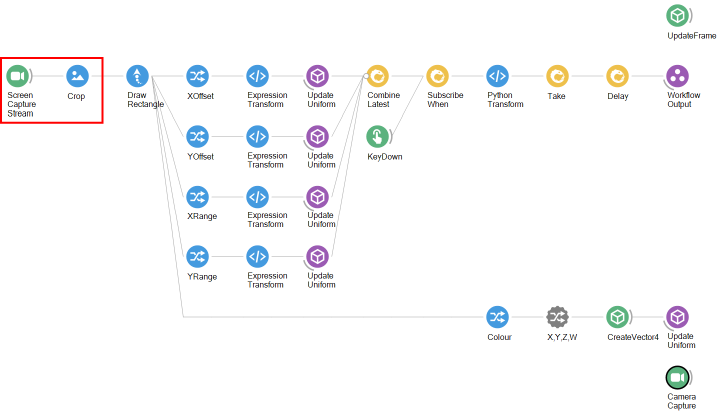 UpdateFrame
Screen
Capture
Stream
Crop
Draw
Rectangle
XOffset
Expression
Transform
Update
Uniform
Combine
Latest
Subscribe
When
Python
Transform
Take
Delay
Workflow
Output
YOffset
Expression
Transform
Update
Uniform
KeyDown
XRange
Expression
Transform
Update
Uniform
YRange
Expression
Transform
Update
Uniform
Colour
X,Y,Z,W
CreateVector4
Update
Uniform
Camera
Capture